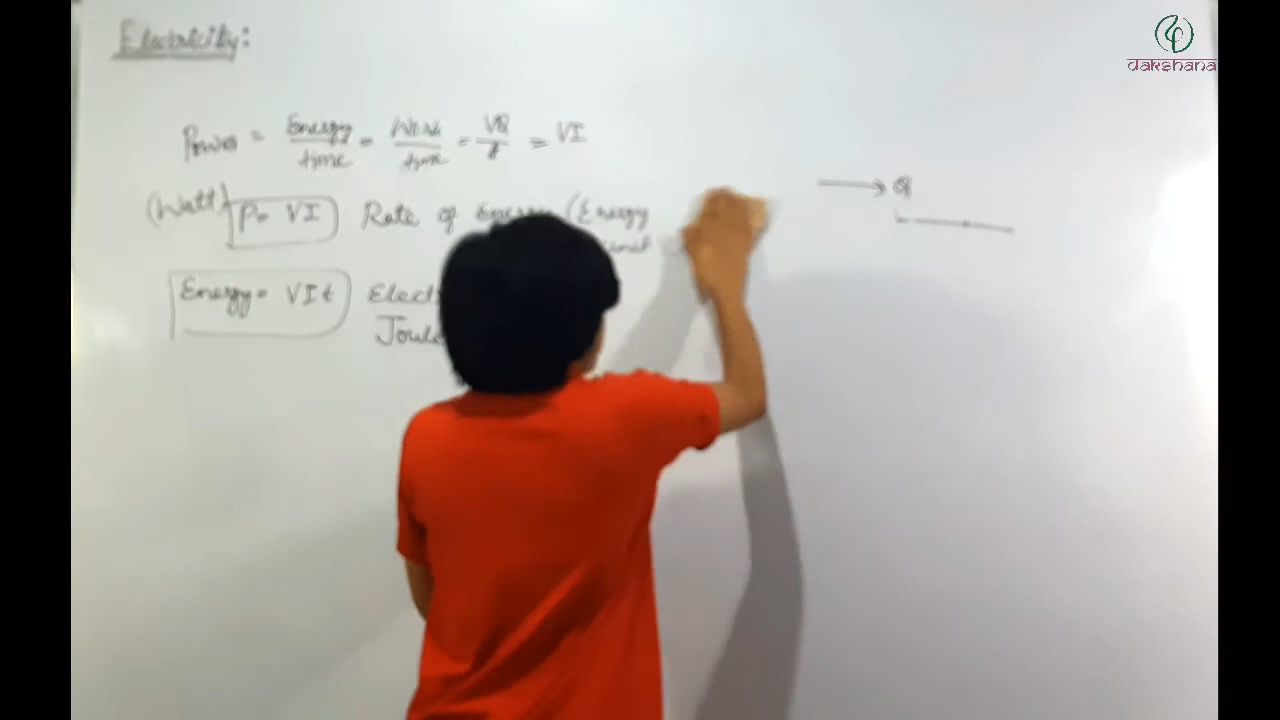 Electricity:
dakshana
Power = Energy/time = Work/time = VQ/t = VI
(Watt) P = VI Rate of energy (Energy
unit
Q
Energy = VIt Elect
Joule